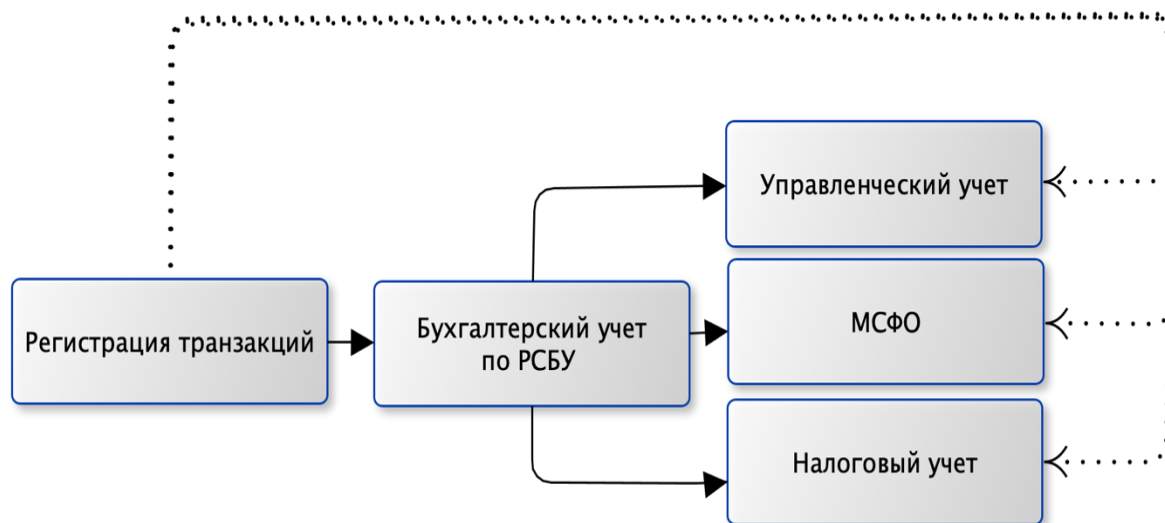 Управленческий учет
Регистрация транзакций
Бухгалтерский учет
по РСБУ
МСФО
Налоговый учет